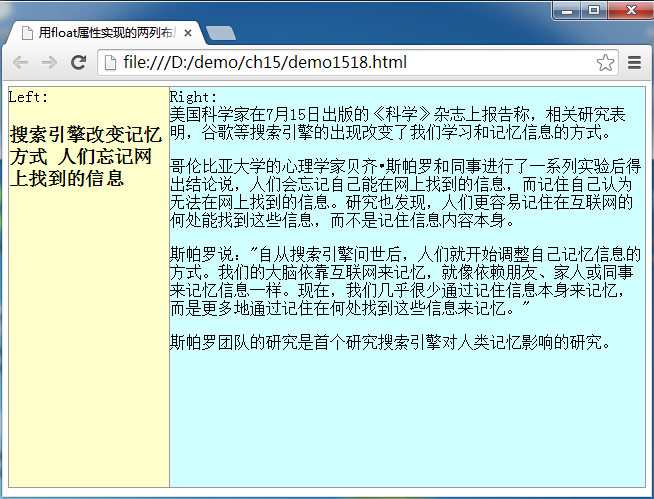 用float属性实现的两列布
file:///D:/demo/ch15/demo1518.html
Left:
搜索引擎改变记忆
方式 人们忘记网
上找到的信息
Right:
美国科学家在7月15日出版的《科学》杂志上报告称，相关研究表
明，谷歌等搜索引擎的出现改变了我们学习和记忆信息的方式。
哥伦比亚大学的心理学家贝齐•斯帕罗和同事进行了一系列实验后得
出结论说，人们会忘记自己能在网上找到的信息，而记住自己认为
无法在网上找到的信息。研究也发现，人们更容易记住在互联网的
何处能找到这些信息，而不是记住信息内容本身。
斯帕罗说："自从搜索引擎问世后，人们就开始调整自己记忆信息的
方式。我们的大脑依靠互联网来记忆，就像依赖朋友、家人或同事
来记忆信息一样。现在，我们几乎很少通过记住信息本身来记忆，
而是更多地通过记住在何处找到这些信息来记忆。"
斯帕罗团队的研究是首个研究搜索引擎对人类记忆影响的研究。